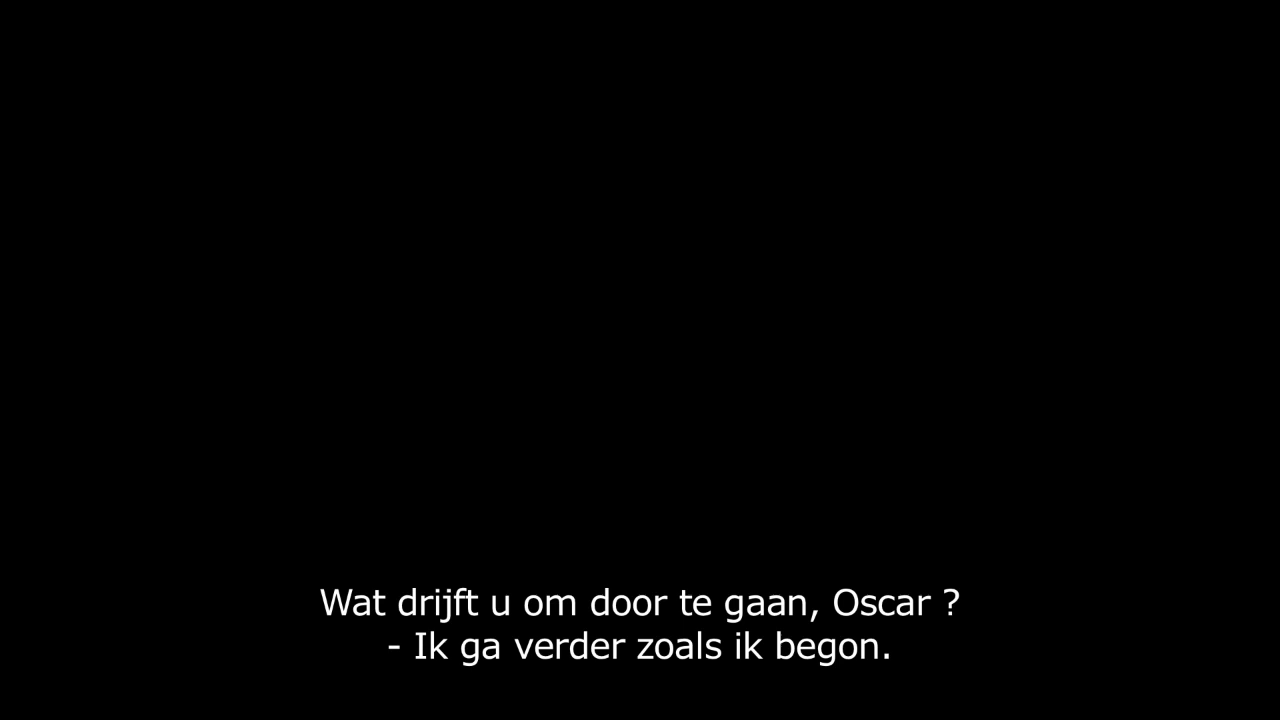 Wat drijft u om door te gaan, Oscar ?
- Ik ga verder zoals ik begon.